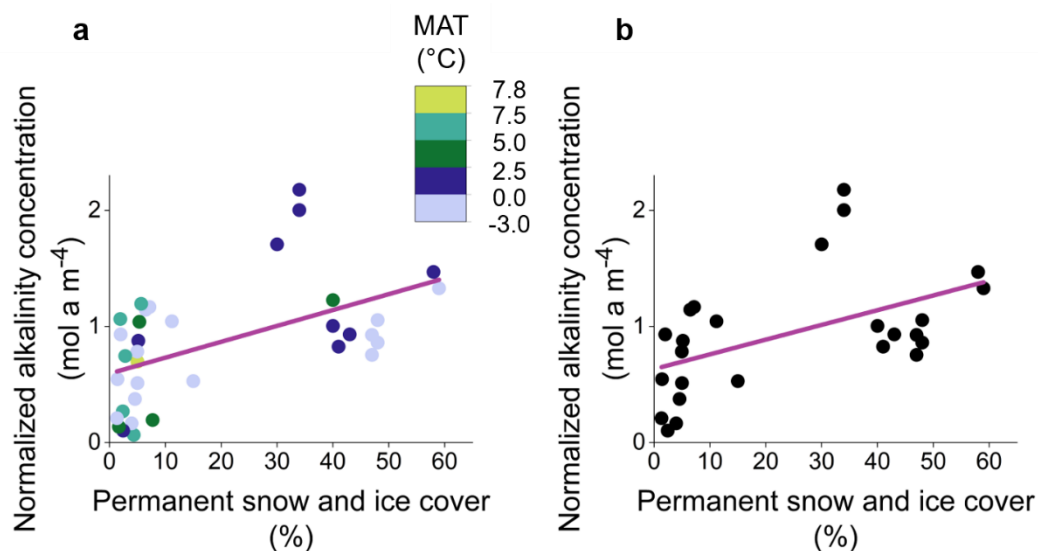 a
MAT
(°C)
7.8
7.5
5.0
2.5
0.0
-3.0
Normalized alkalinity concentration
(mol a m⁻⁴)
2
1
0
0 10 20 30 40 50 60
Permanent snow and ice cover
(%)
b
Normalized alkalinity concentration
(mol a m⁻⁴)
2
1
0
0 10 20 30 40 50 60
Permanent snow and ice cover
(%)